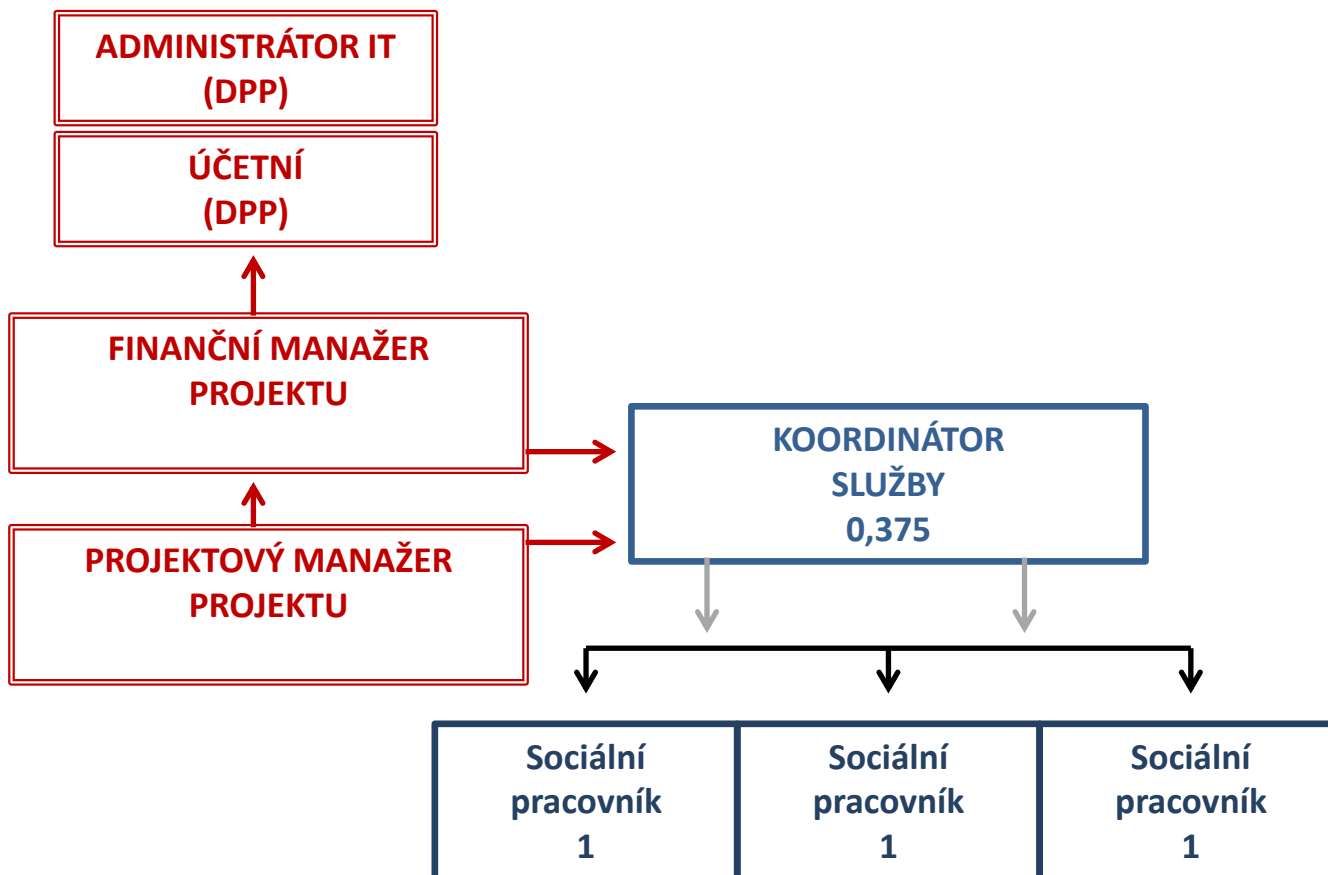 ADMINISTRÁTOR IT
(DPP)
ÚČETNÍ
(DPP)
FINANČNÍ MANAŽER
PROJEKTU
KOORDINÁTOR
SLUŽBY
0,375
PROJEKTOVÝ MANAŽER
PROJEKTU
Sociální
pracovník
1
Sociální
pracovník
1
Sociální
pracovník
1